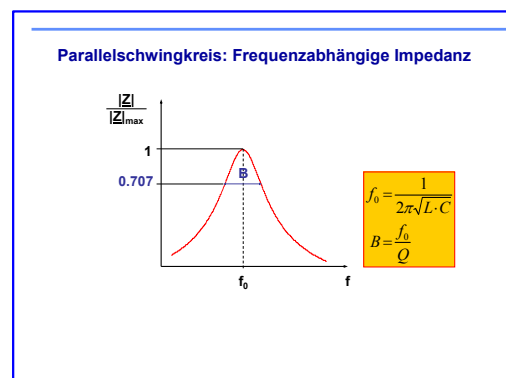 Parallelschwingkreis: Frequenzabhängige Impedanz
|Z|
|Z|max
1
0.707
B
f₀ = 1 / (2π√(L·C))
B = f₀ / Q
f₀
f